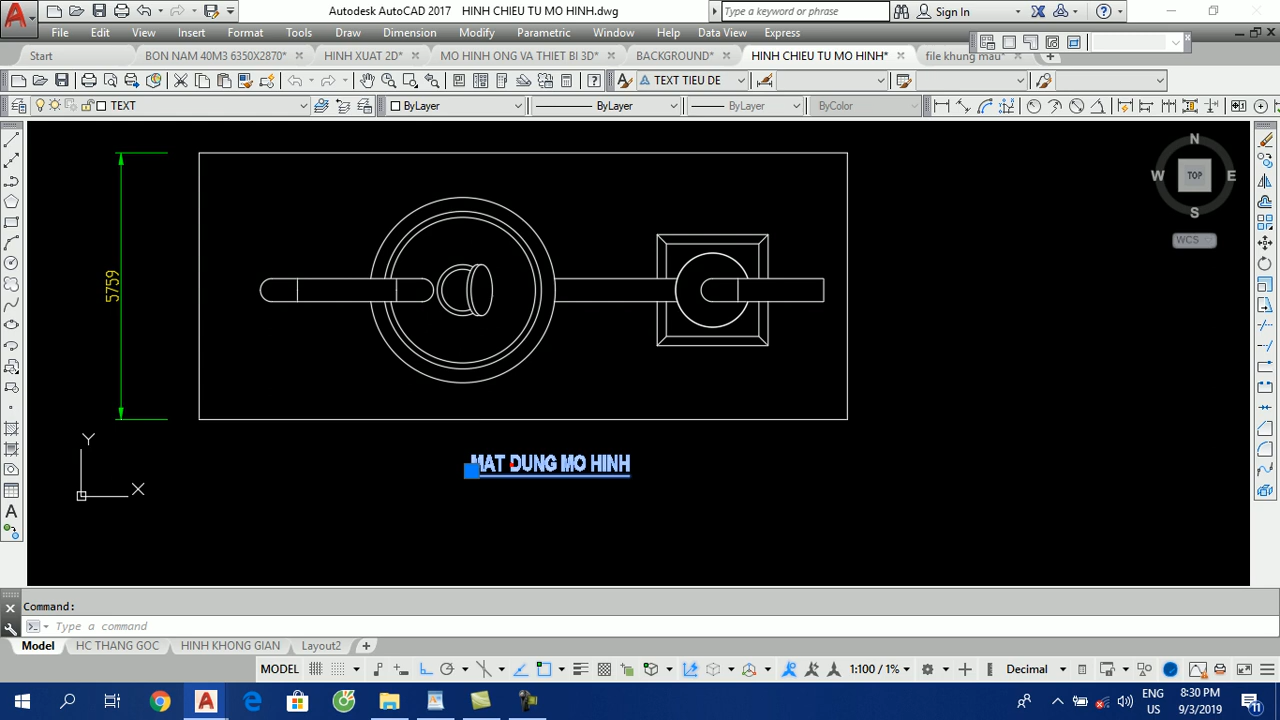 Autodesk AutoCAD 2017 HINH CHIEU TU MO HINH.dwg
Type a keyword or phrase
Sign In
File Edit View Insert Format Tools Draw Dimension Modify Parametric Window Help Express
Start
BON NAM 40M3 6350X2870*
HINH XUAT 2D*
MO HINH ONG VA THIET BI 3D*
BACKGROUND*
HINH CHIEU TU MO HINH*
file khung mau*
TEXT TIEU DE
TEXT
ByLayer
ByLayer
ByLayer
ByColor
N
W
TOP
E
S
WCS
5759
MAT DUNG MO HINH
Y
X
Command:
Type a command
Model
HC THANG GOC
HINH KHONG GIAN
Layout2
MODEL
1:100 / 1%
Decimal
ENG
US
8:30 PM
9/3/2019
11